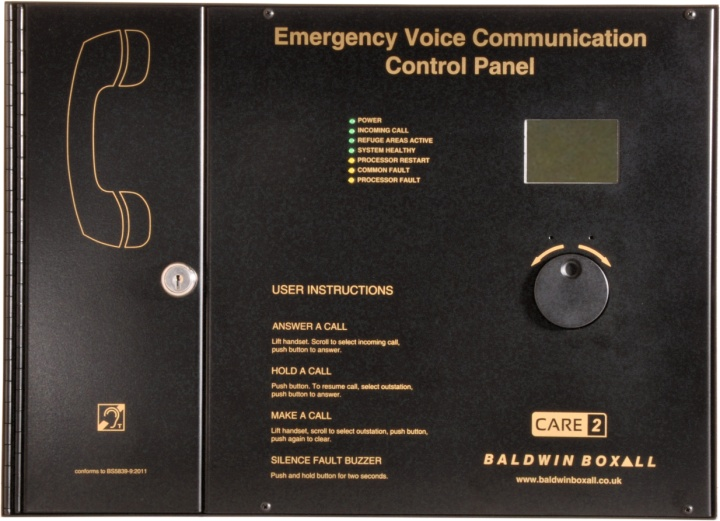 Emergency Voice Communication
Control Panel
POWER
INCOMING CALL
REFUGE AREAS ACTIVE
SYSTEM HEALTHY
PROCESSOR RESTART
COMMON FAULT
PROCESSOR FAULT
USER INSTRUCTIONS
ANSWER A CALL
Lift handset. Scroll to select incoming call,
push button to answer.
HOLD A CALL
Push button. To resume call, select outstation,
push button to answer.
MAKE A CALL
Lift handset, scroll to select outstation, push button,
push again to clear.
SILENCE FAULT BUZZER
Push and hold button for two seconds.
T
conforms to BS5839-9:2011
CARE 2
BALDWIN BOXALL
www.baldwinboxall.co.uk